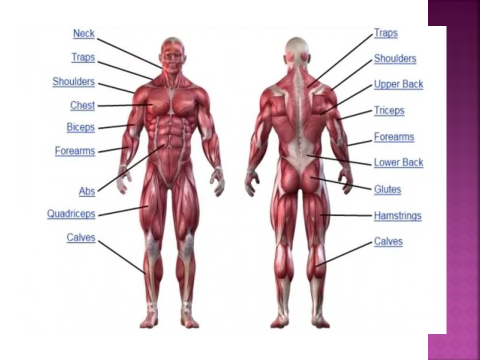 Neck
Traps
Shoulders
Chest
Biceps
Forearms
Abs
Quadriceps
Calves
Traps
Shoulders
Upper Back
Triceps
Forearms
Lower Back
Glutes
Hamstrings
Calves